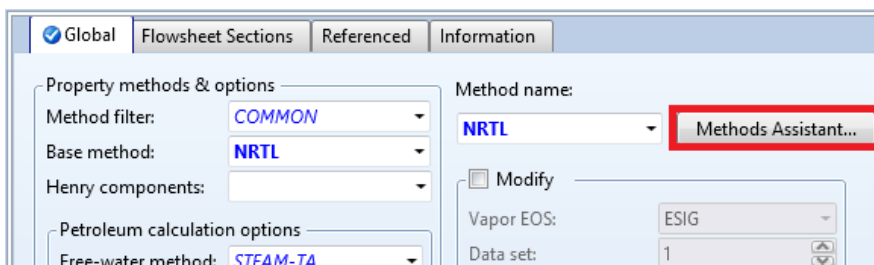 Global Flowsheet Sections Referenced Information
Property methods & options
Method filter: COMMON
Base method: NRTL
Henry components:
Petroleum calculation options
Free-water method: STEAM-TA
Method name:
NRTL Methods Assistant...
Modify
Vapor EOS: ESIG
Data set: 1